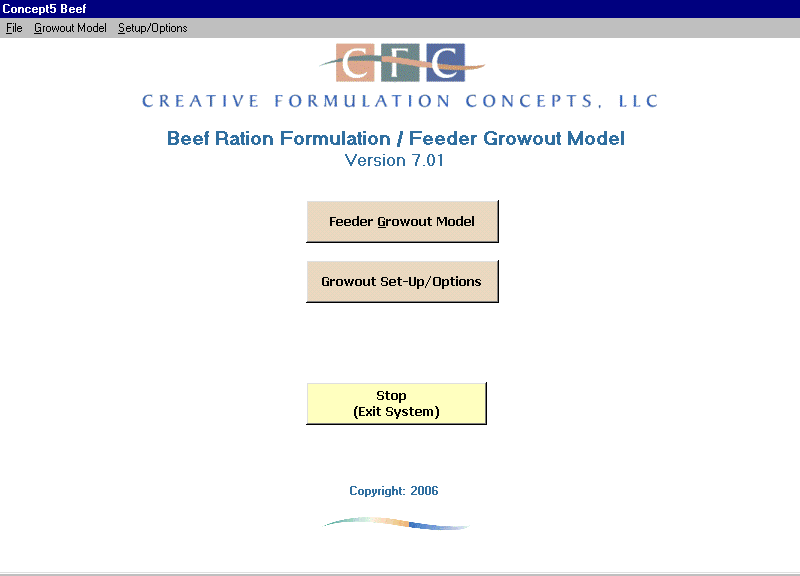 Concept5 Beef
File Growout Model Setup/Options
CFC
CREATIVE FORMULATION CONCEPTS, LLC
Beef Ration Formulation / Feeder Growout Model
Version 7.01
Feeder Growout Model
Growout Set-Up/Options
Stop
(Exit System)
Copyright: 2006